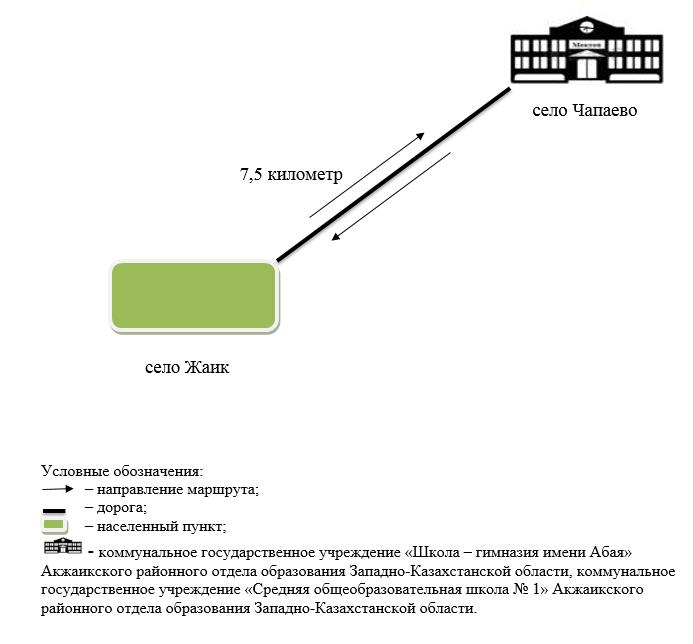 Мектеп
село Чапаево
7,5 километр
село Жаик
Условные обозначения:
– направление маршрута;
– дорога;
– населенный пункт;
- коммунальное государственное учреждение «Школа – гимназия имени Абая»
Акжаикского районного отдела образования Западно-Казахстанской области, коммунальное
государственное учреждение «Средняя общеобразовательная школа № 1» Акжаикского
районного отдела образования Западно-Казахстанской области.